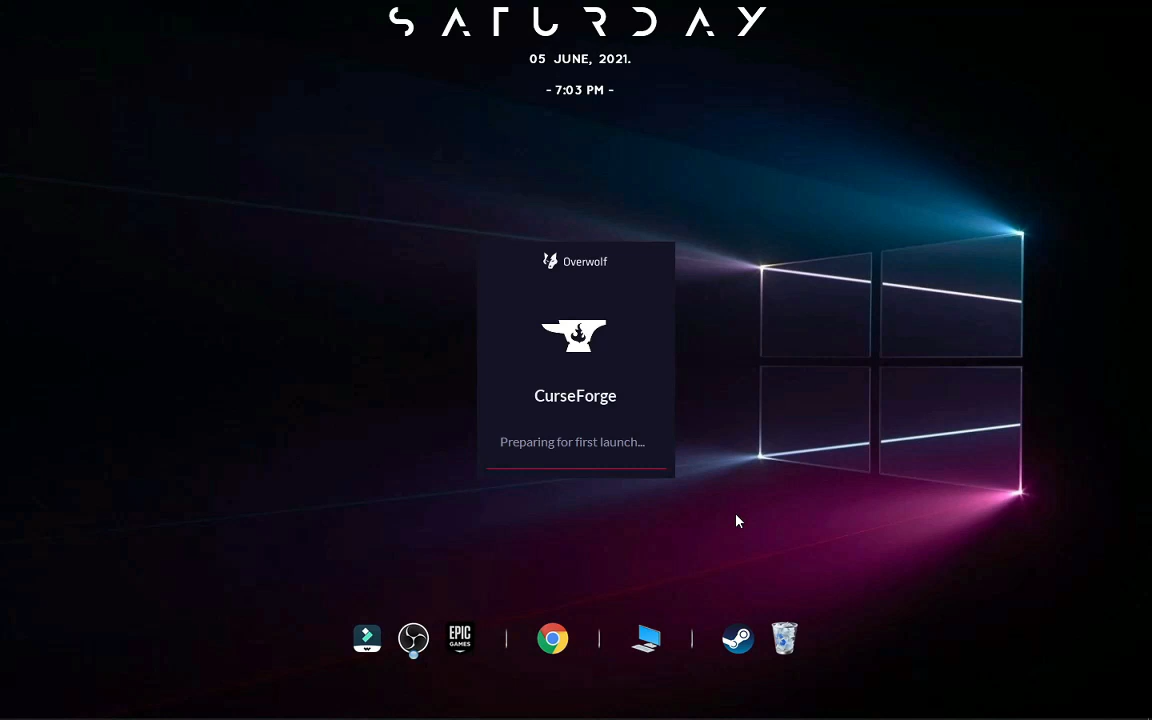 SATURDAY
05 JUNE, 2021.
- 7:03 PM -
Overwolf
CurseForge
Preparing for first launch...
EPIC
GAMES